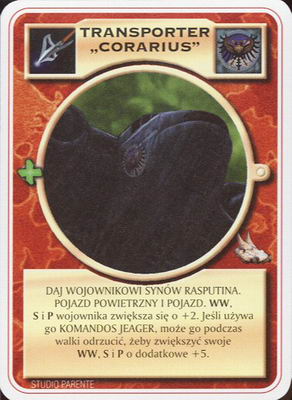 TRANSPORTER
„CORARIUS”
DAJ WOJOWNIKOWI SYNÓW RASPUTINA.
POJAZD POWIETRZNY I POJAZD. WW,
S i P wojownika zwiększa się o +2. Jeśli używa
go KOMANDOS JEAGER, może go podczas
walki odrzucić, żeby zwiększyć swoje
WW, S i P o dodatkowe +5.
STUDIO PARENTE